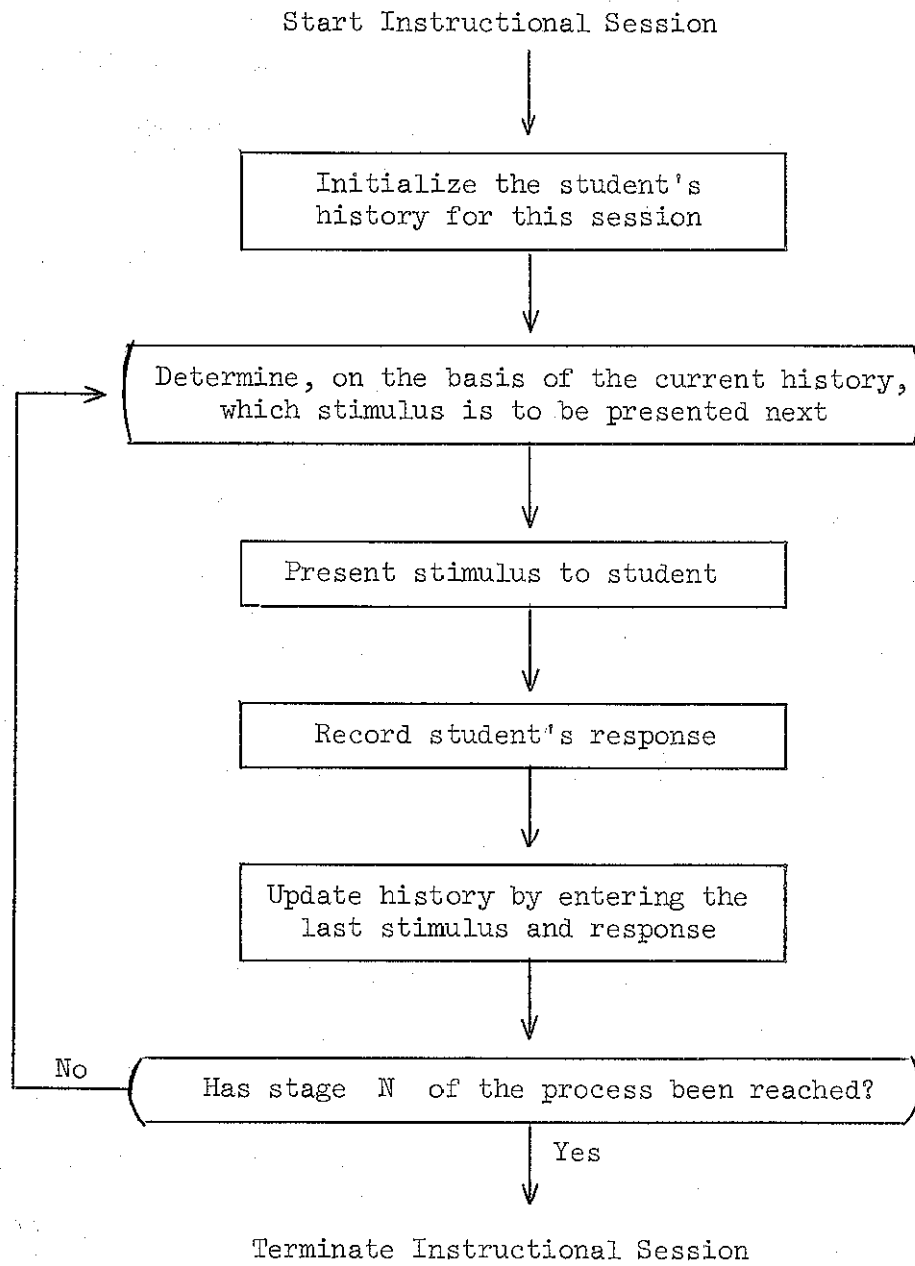 Start Instructional Session
Initialize the student's
history for this session
Determine, on the basis of the current history,
which stimulus is to be presented next
Present stimulus to student
Record student's response
Update history by entering the
last stimulus and response
No
Has stage N of the process been reached?
Yes
Terminate Instructional Session